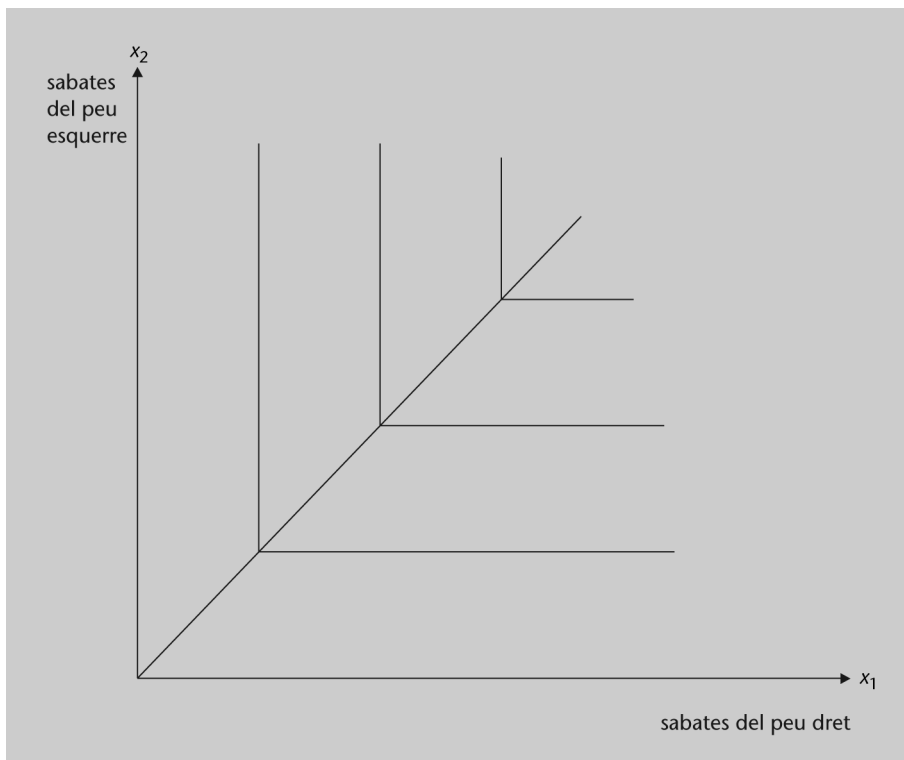 x2
sabates
del peu
esquerre
x1
sabates del peu dret